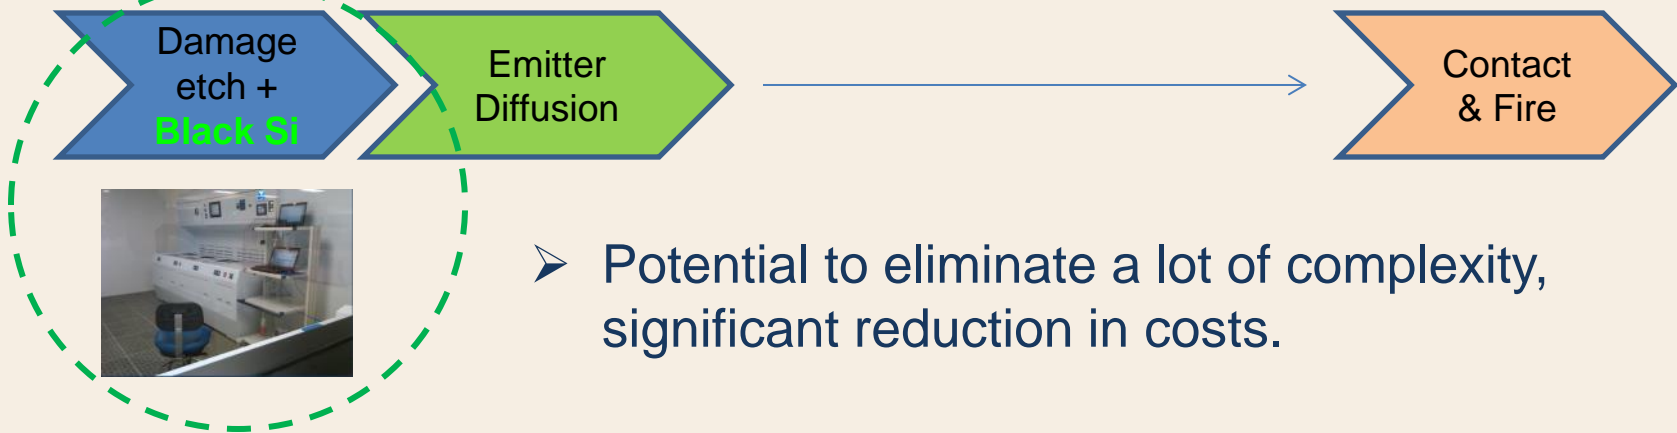 Damage
etch +
Black Si
Emitter
Diffusion
Contact
& Fire
➢ Potential to eliminate a lot of complexity,
significant reduction in costs.